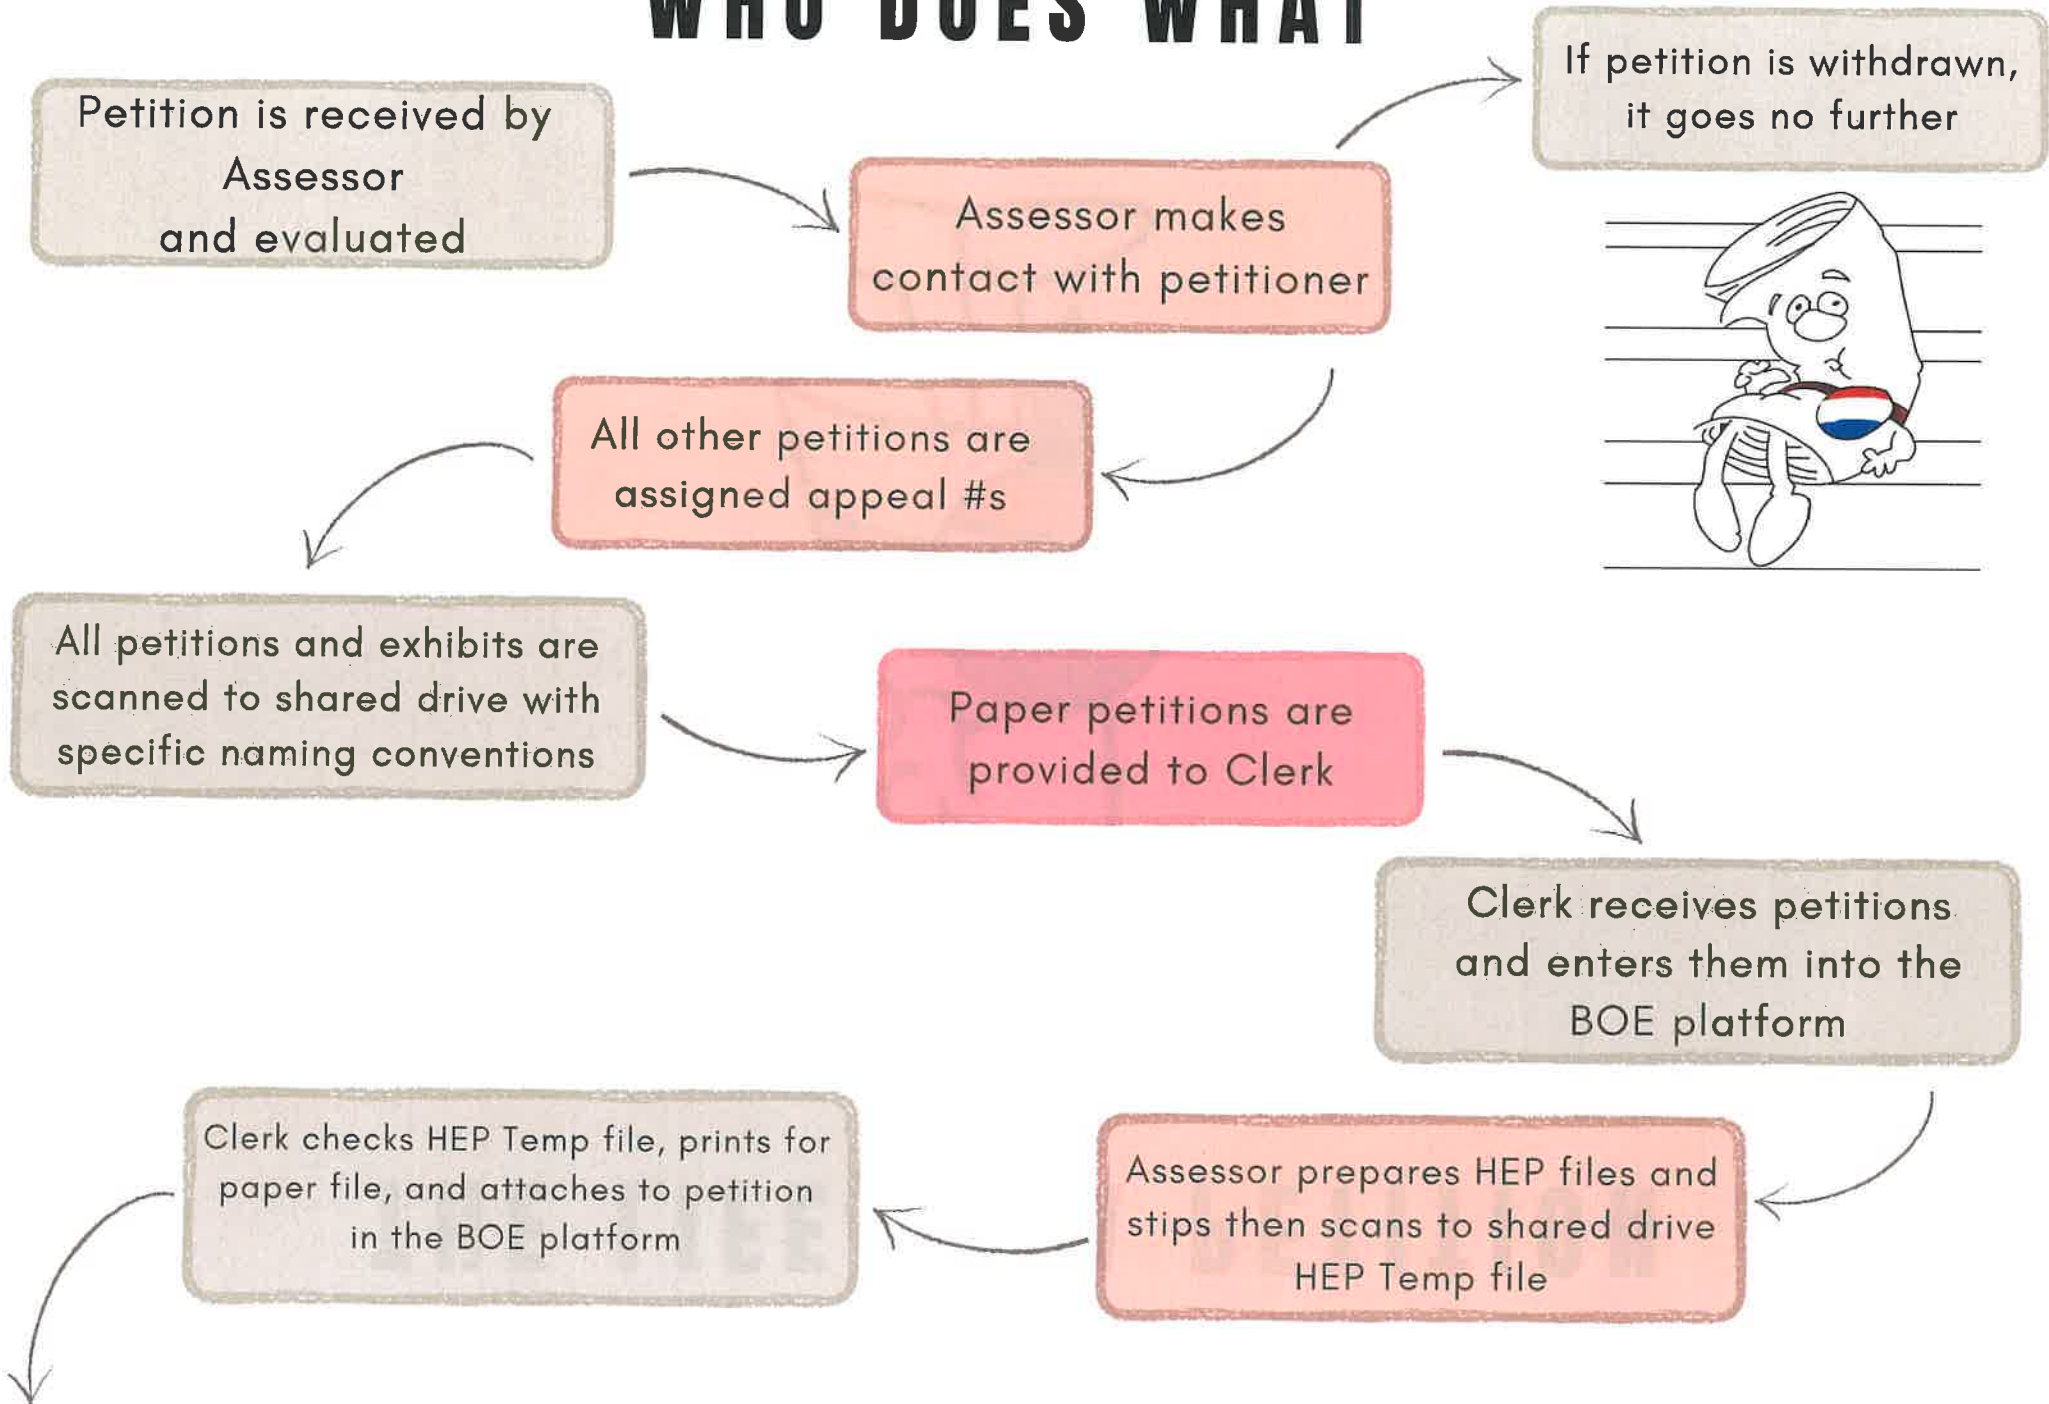 WHO DOES WHAT
If petition is withdrawn,
it goes no further
Petition is received by
Assessor
and evaluated
Assessor makes
contact with petitioner
All other petitions are
assigned appeal #s
All petitions and exhibits are
scanned to shared drive with
specific naming conventions
Paper petitions are
provided to Clerk
Clerk receives petitions
and enters them into the
BOE platform
Assessor prepares HEP files and
stips then scans to shared drive
HEP Temp file
Clerk checks HEP Temp file, prints for
paper file, and attaches to petition
in the BOE platform